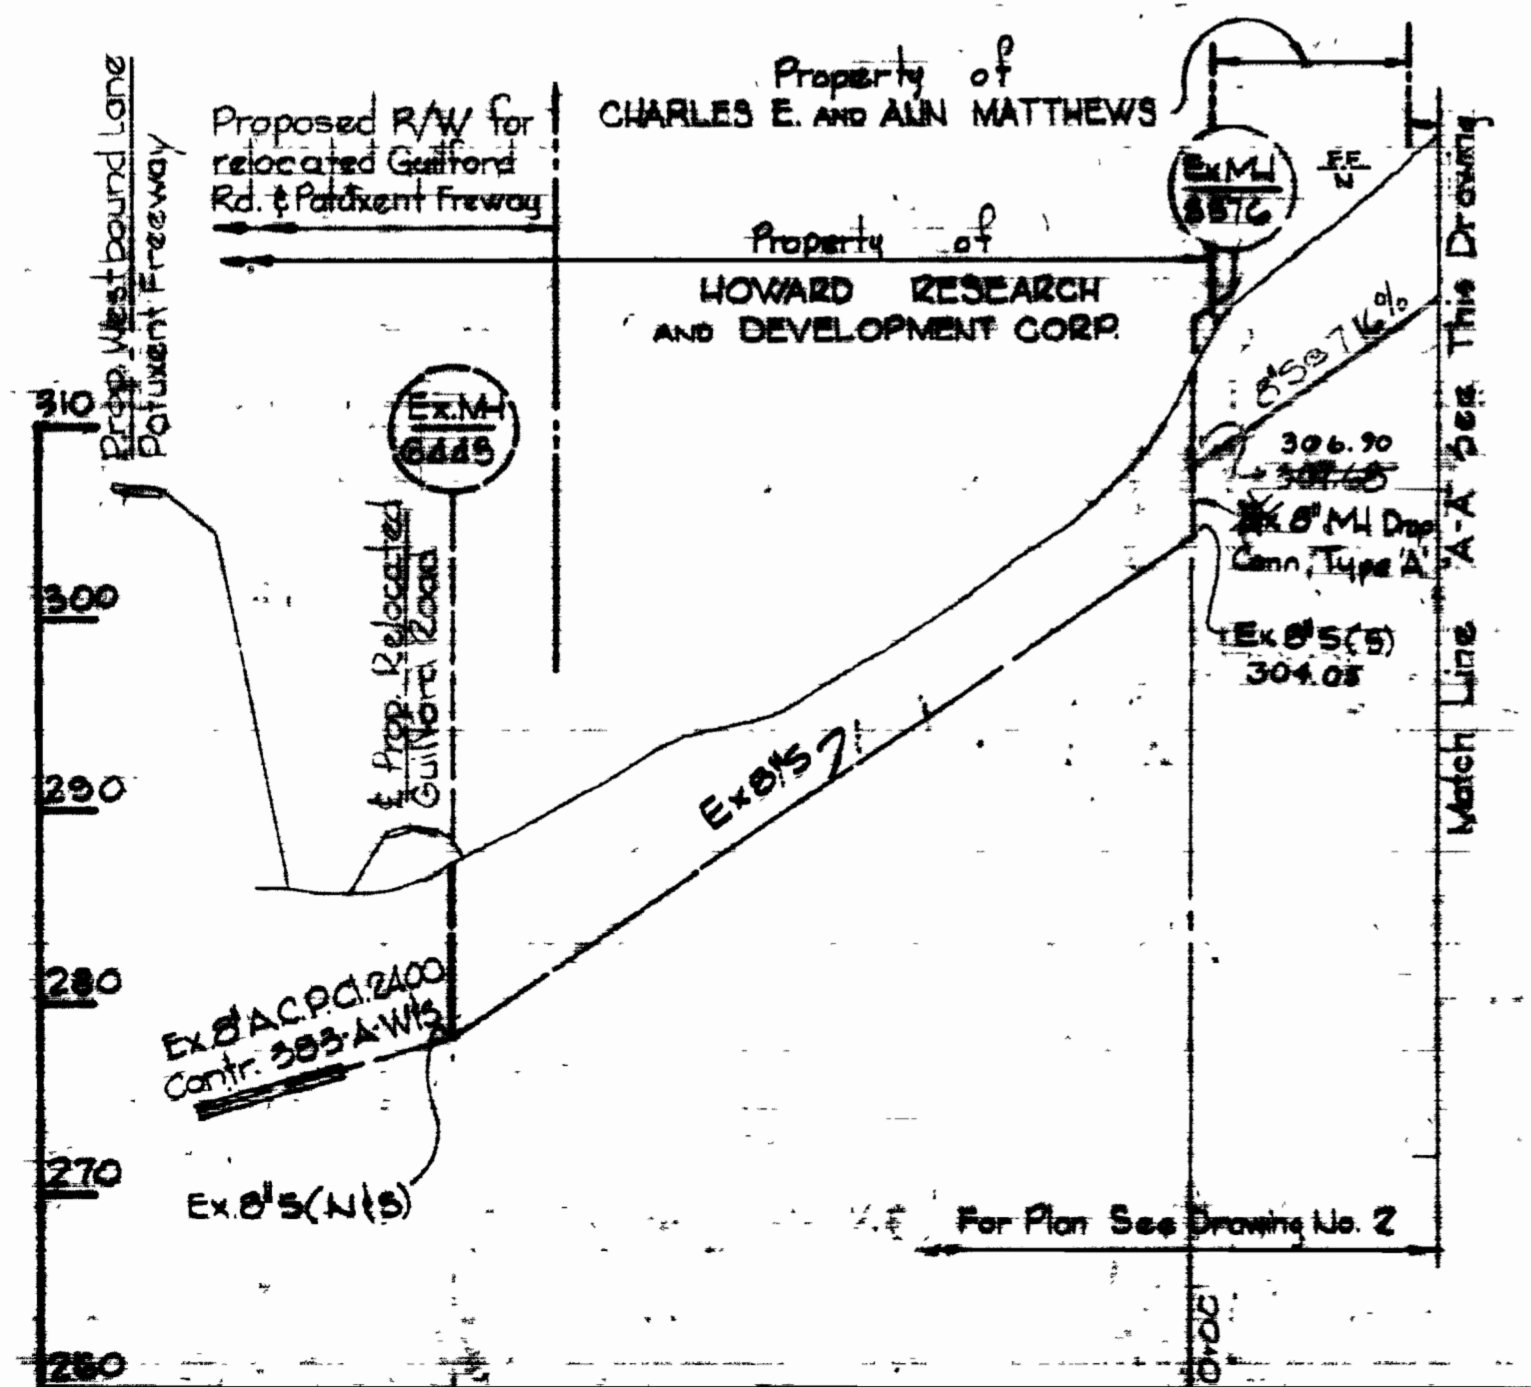 Prop. Westbound Lane
Patuxent Freeway
Proposed R/W for
relocated Guilford
Rd. & Patuxent Freway
Property of
CHARLES E. AND ANN MATTHEWS
Ex MH
Property of
HOWARD RESEARCH
AND DEVELOPMENT CORP.
Ex. MH
℄ Prop. Relocated
Guilford Road
8"S @ 7.16%
306.90
Ex 8" MH Drop
Conn, Type 'A'
Ex 8" S (S)
304.05
Match Line 'A-A' See This Drawing
310
300
290
280
270
260
Ex 8" S
Ex. 8" A.C.P. Cl. 2400
Contr. 383-A-W&S
Ex. 8" S (N & S)
For Plan See Drawing No. 2
0+00